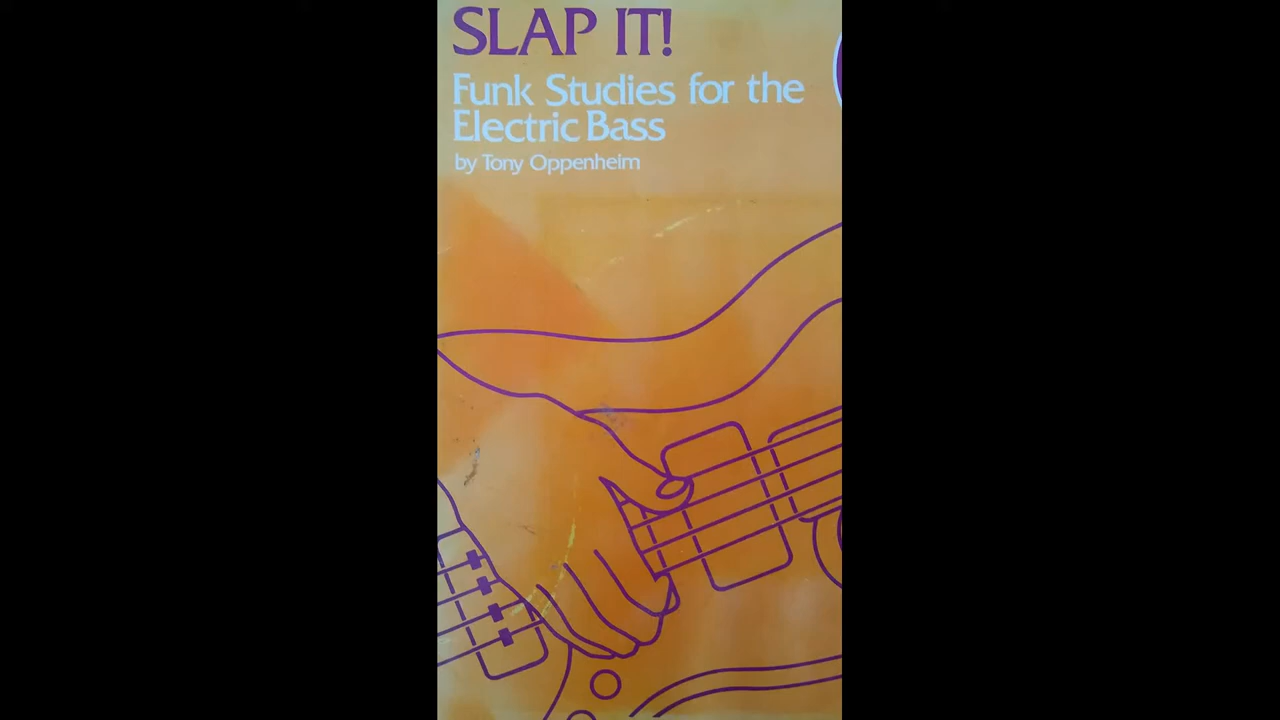 SLAP IT!
Funk Studies for the
Electric Bass
by Tony Oppenheim